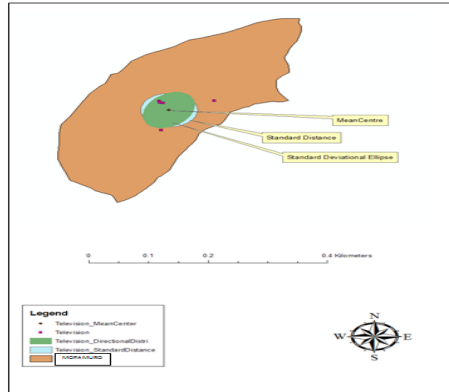 MeanCentre
Standard Distance
Standard Deviational Ellipse
0 0.1 0.2 0.4 Kilometers
Legend
Television_MeanCenter
Television
Television_DirectionalDistri
Television_StandardDistance
N
W E
S